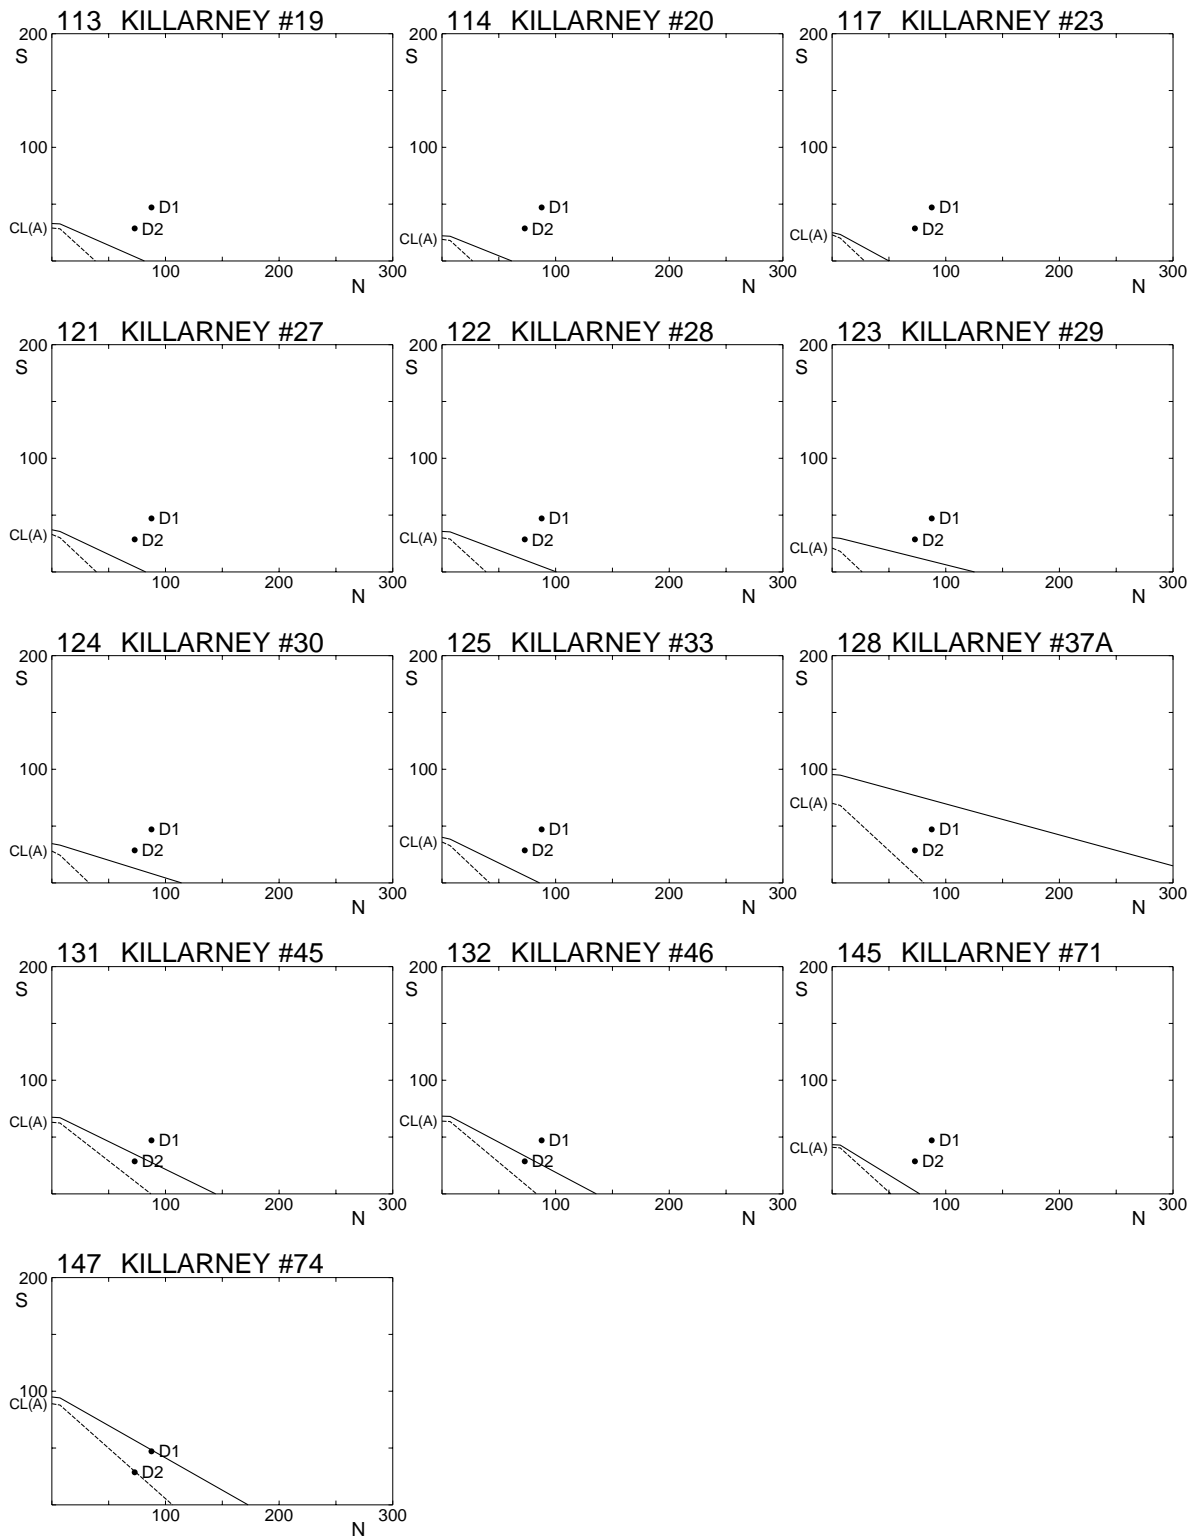 113 KILLARNEY #19
200
S
100
CL(A)
D1
D2
100 200 300
N
114 KILLARNEY #20
200
S
100
CL(A)
D1
D2
100 200 300
N
117 KILLARNEY #23
200
S
100
CL(A)
D1
D2
100 200 300
N
121 KILLARNEY #27
200
S
100
CL(A)
D1
D2
100 200 300
N
122 KILLARNEY #28
200
S
100
CL(A)
D1
D2
100 200 300
N
123 KILLARNEY #29
200
S
100
CL(A)
D1
D2
100 200 300
N
124 KILLARNEY #30
200
S
100
CL(A)
D1
D2
100 200 300
N
125 KILLARNEY #33
200
S
100
CL(A)
D1
D2
100 200 300
N
128 KILLARNEY #37A
200
S
100
CL(A)
D1
D2
100 200 300
N
131 KILLARNEY #45
200
S
100
CL(A)
D1
D2
100 200 300
N
132 KILLARNEY #46
200
S
100
CL(A)
D1
D2
100 200 300
N
145 KILLARNEY #71
200
S
100
CL(A)
D1
D2
100 200 300
N
147 KILLARNEY #74
200
S
100
CL(A)
D1
D2
100 200 300
N